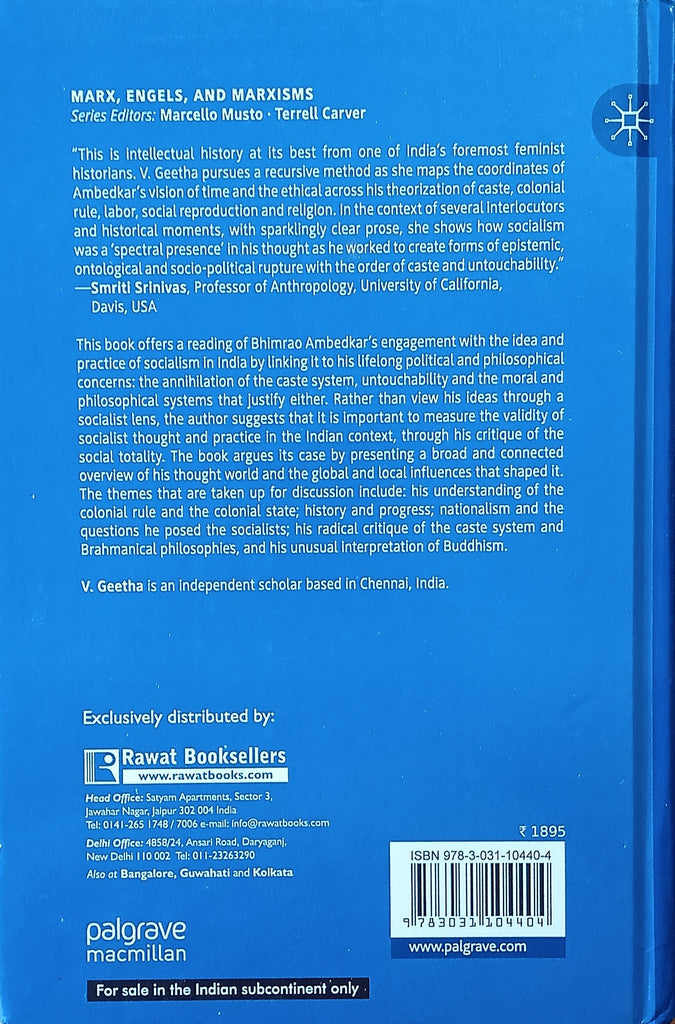 MARX, ENGELS, AND MARXISMS
Series Editors: Marcello Musto · Terrell Carver
“This is intellectual history at its best from one of India’s foremost feminist
historians. V. Geetha pursues a recursive method as she maps the coordinates of
Ambedkar’s vision of time and the ethical across his theorization of caste, colonial
rule, labor, social reproduction and religion. In the context of several interlocutors
and historical moments, with sparklingly clear prose, she shows how socialism
was a ‘spectral presence’ in his thought as he worked to create forms of epistemic,
ontological and socio-political rupture with the order of caste and untouchability.”
—Smriti Srinivas, Professor of Anthropology, University of California,
Davis, USA
This book offers a reading of Bhimrao Ambedkar’s engagement with the idea and
practice of socialism in India by linking it to his lifelong political and philosophical
concerns: the annihilation of the caste system, untouchability and the moral and
philosophical systems that justify either. Rather than view his ideas through a
socialist lens, the author suggests that it is important to measure the validity of
socialist thought and practice in the Indian context, through his critique of the
social totality. The book argues its case by presenting a broad and connected
overview of his thought world and the global and local influences that shaped it.
The themes that are taken up for discussion include: his understanding of the
colonial rule and the colonial state; history and progress; nationalism and the
questions he posed the socialists; his radical critique of the caste system and
Brahmanical philosophies, and his unusual interpretation of Buddhism.
V. Geetha is an independent scholar based in Chennai, India.
Exclusively distributed by:
Rawat Booksellers
www.rawatbooks.com
Head Office: Satyam Apartments, Sector 3,
Jawahar Nagar, Jaipur 302 004 India
Tel: 0141-265 1748 / 7006 e-mail: info@rawatbooks.com
Delhi Office: 4858/24, Ansari Road, Daryaganj,
New Delhi 110 002 Tel: 011-23263290
Also at Bangalore, Guwahati and Kolkata
₹ 1895
ISBN 978-3-031-10440-4
9 783031 104404
www.palgrave.com
palgrave
macmillan
For sale in the Indian subcontinent only